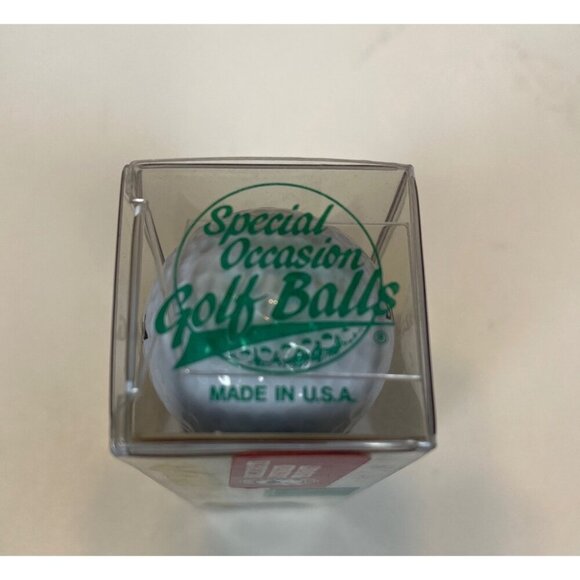 Special
Occasion
Golf Balls
®
MADE IN U.S.A.